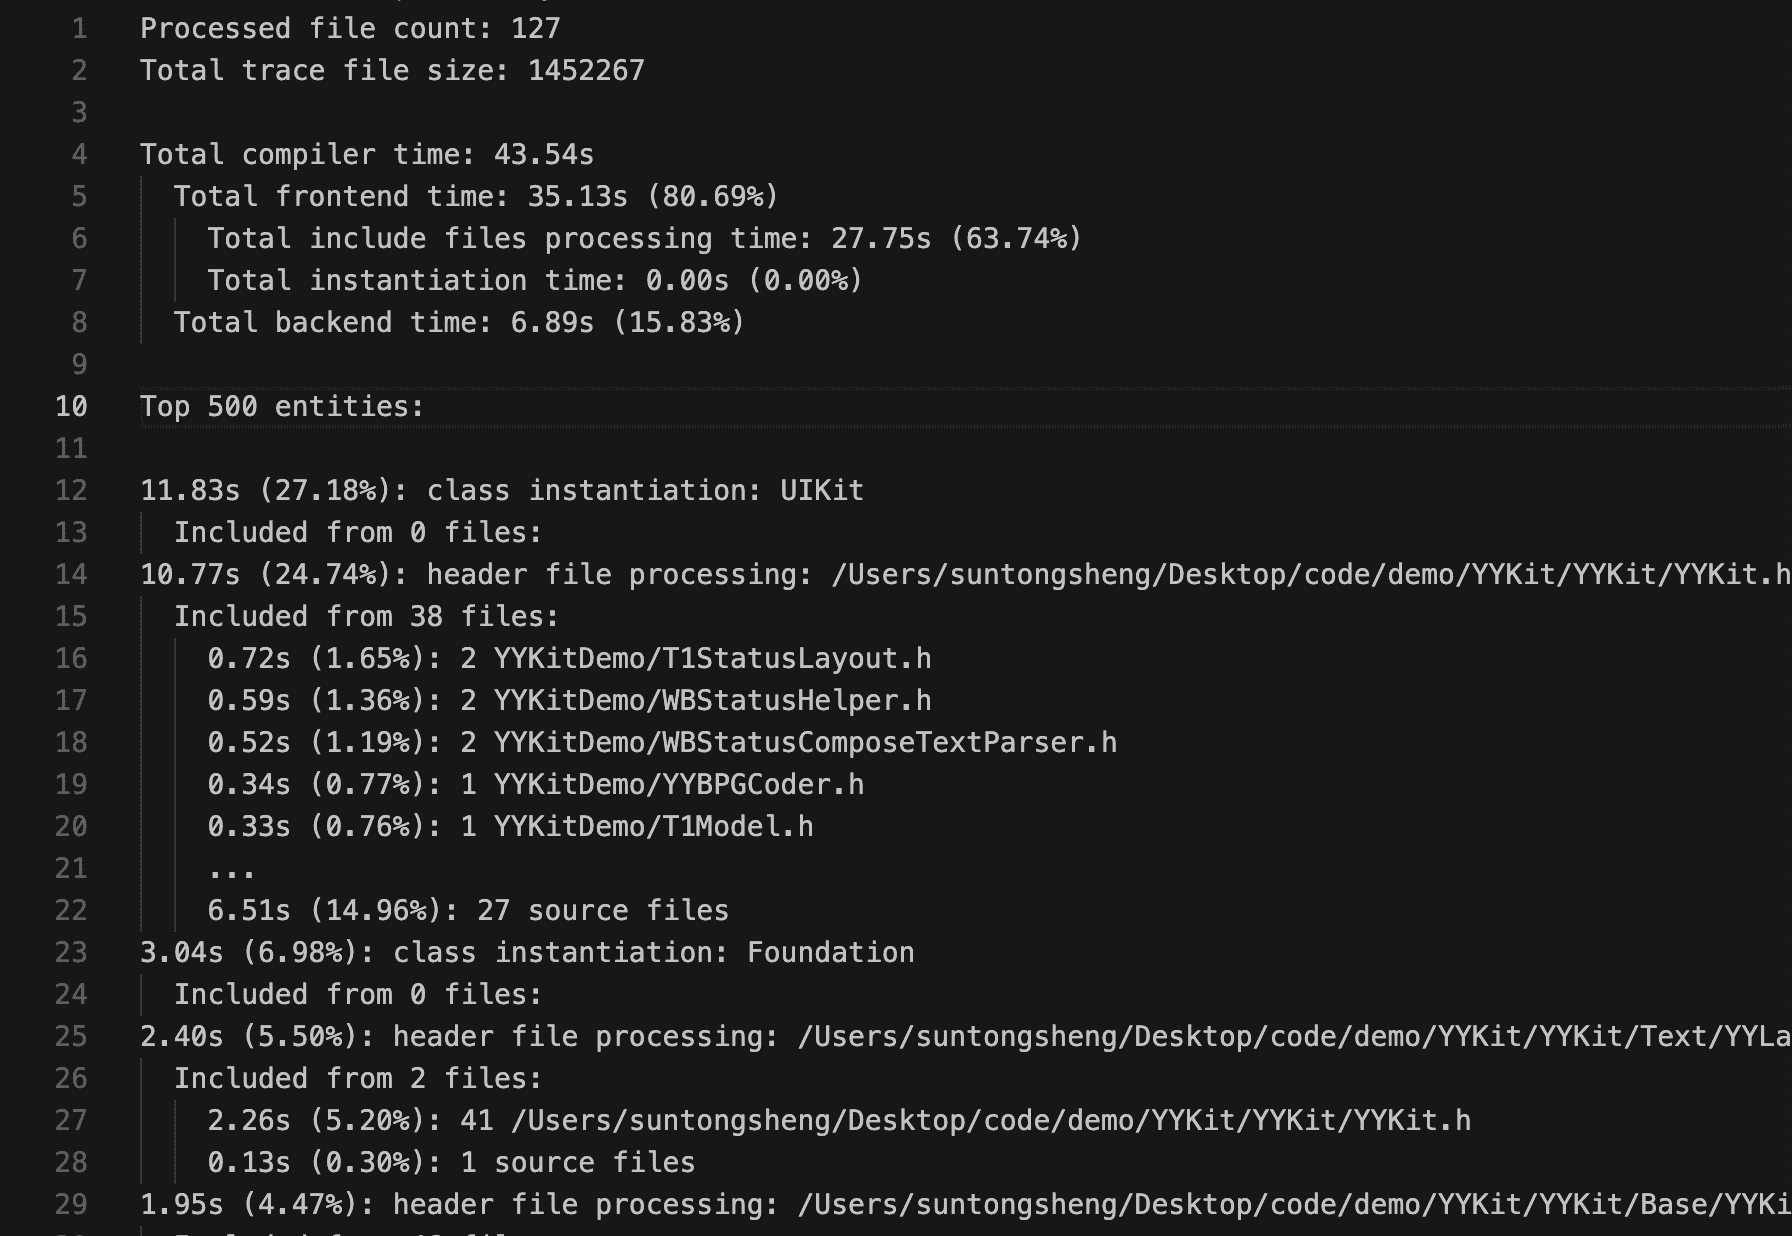 1 Processed file count: 127
2 Total trace file size: 1452267
3
4 Total compiler time: 43.54s
5 Total frontend time: 35.13s (80.69%)
6 Total include files processing time: 27.75s (63.74%)
7 Total instantiation time: 0.00s (0.00%)
8 Total backend time: 6.89s (15.83%)
9
10 Top 500 entities:
11
12 11.83s (27.18%): class instantiation: UIKit
13 Included from 0 files:
14 10.77s (24.74%): header file processing: /Users/suntongsheng/Desktop/code/demo/YYKit/YYKit/YYKit.h
15 Included from 38 files:
16 0.72s (1.65%): 2 YYKitDemo/T1StatusLayout.h
17 0.59s (1.36%): 2 YYKitDemo/WBStatusHelper.h
18 0.52s (1.19%): 2 YYKitDemo/WBStatusComposeTextParser.h
19 0.34s (0.77%): 1 YYKitDemo/YYBPGCoder.h
20 0.33s (0.76%): 1 YYKitDemo/T1Model.h
21 ...
22 6.51s (14.96%): 27 source files
23 3.04s (6.98%): class instantiation: Foundation
24 Included from 0 files:
25 2.40s (5.50%): header file processing: /Users/suntongsheng/Desktop/code/demo/YYKit/YYKit/Text/YYLa
26 Included from 2 files:
27 2.26s (5.20%): 41 /Users/suntongsheng/Desktop/code/demo/YYKit/YYKit/YYKit.h
28 0.13s (0.30%): 1 source files
29 1.95s (4.47%): header file processing: /Users/suntongsheng/Desktop/code/demo/YYKit/YYKit/Base/YYKi